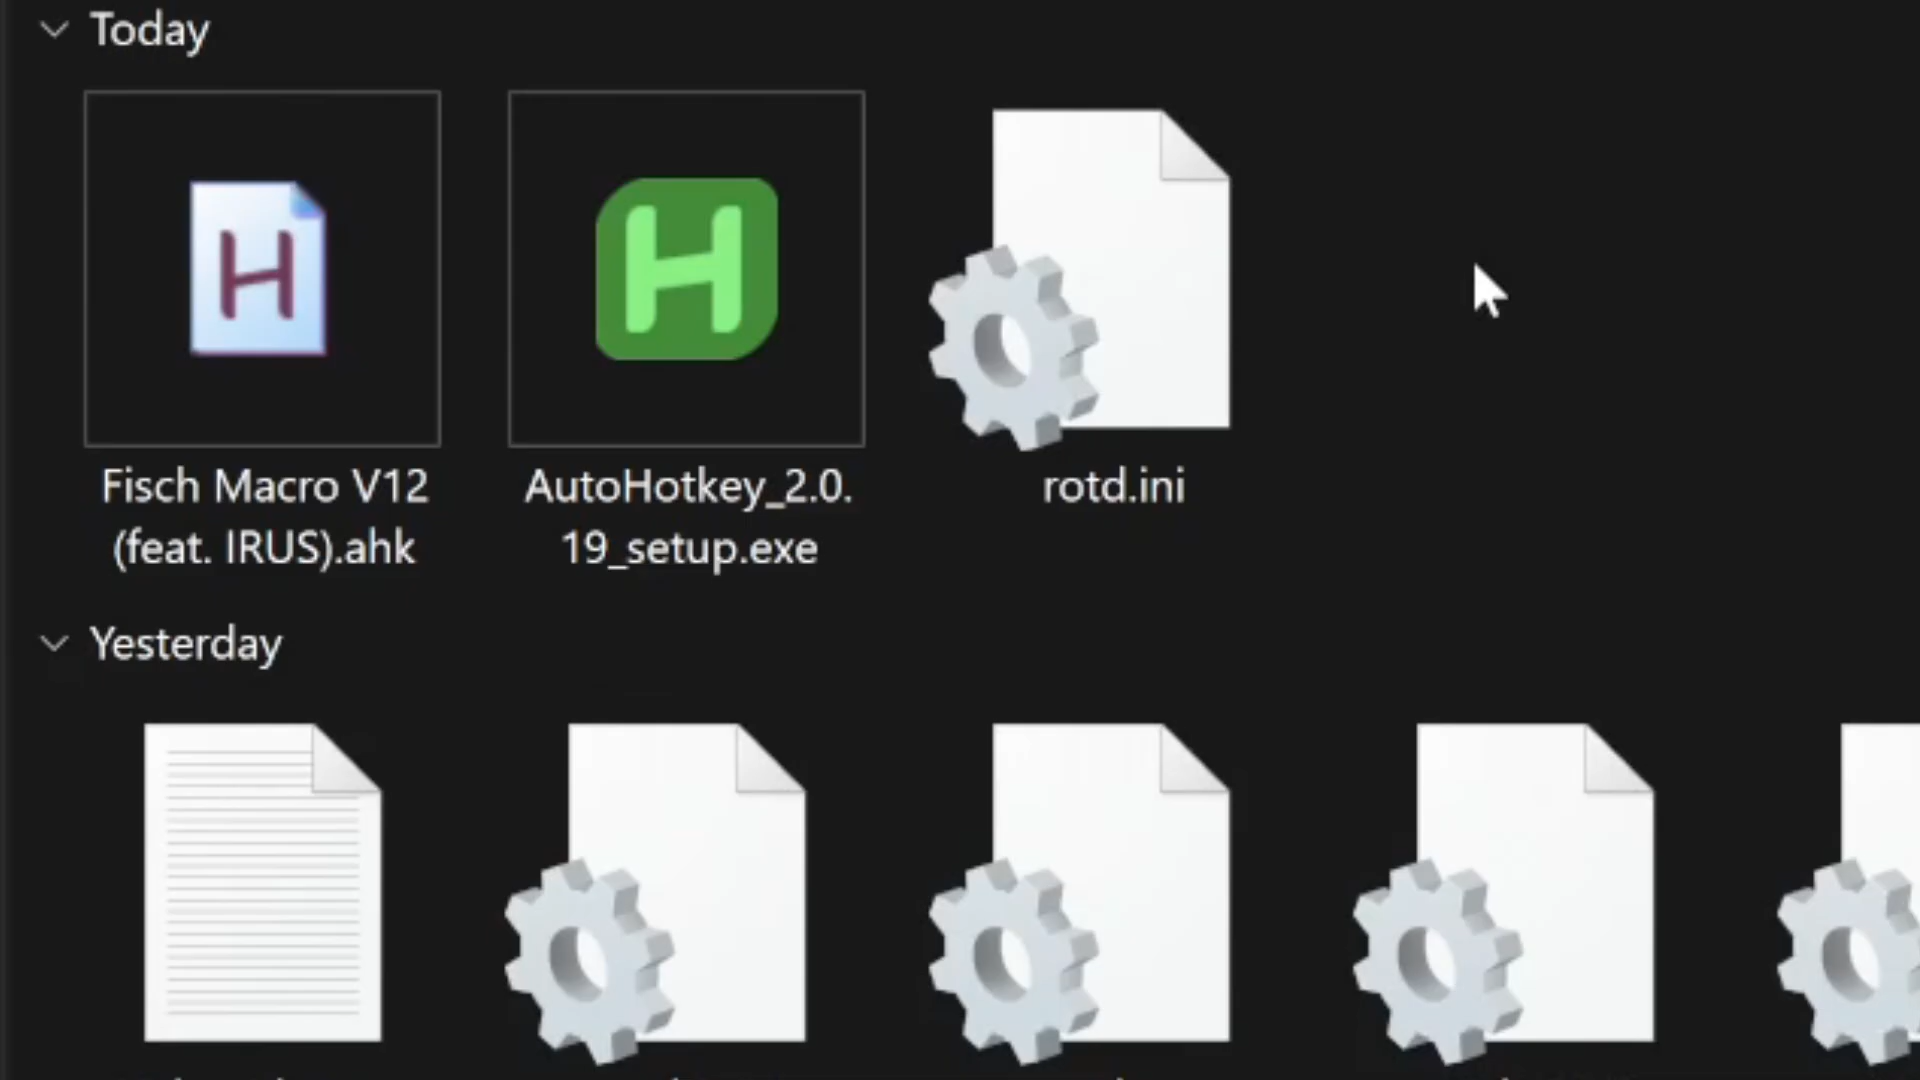 Today
Fisch Macro V12
(feat. IRUS).ahk
AutoHotkey_2.0.
19_setup.exe
rotd.ini
Yesterday